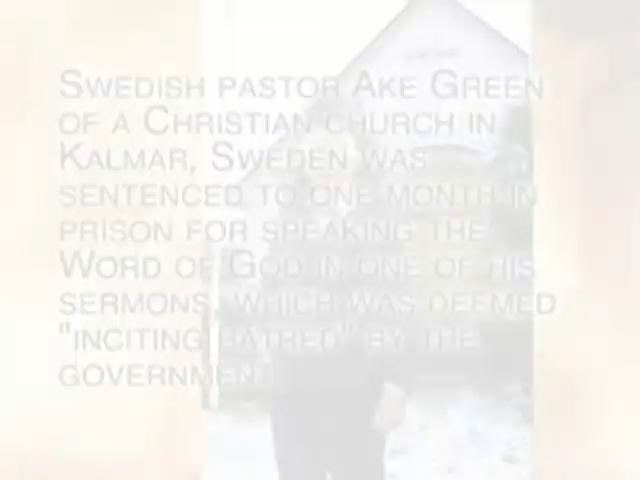 Swedish pastor Ake Green
of a Christian church in
Kalmar, Sweden was
sentenced to one month in
prison for speaking the
Word of God in one of his
sermons, which was deemed
"inciting hatred" by the
government